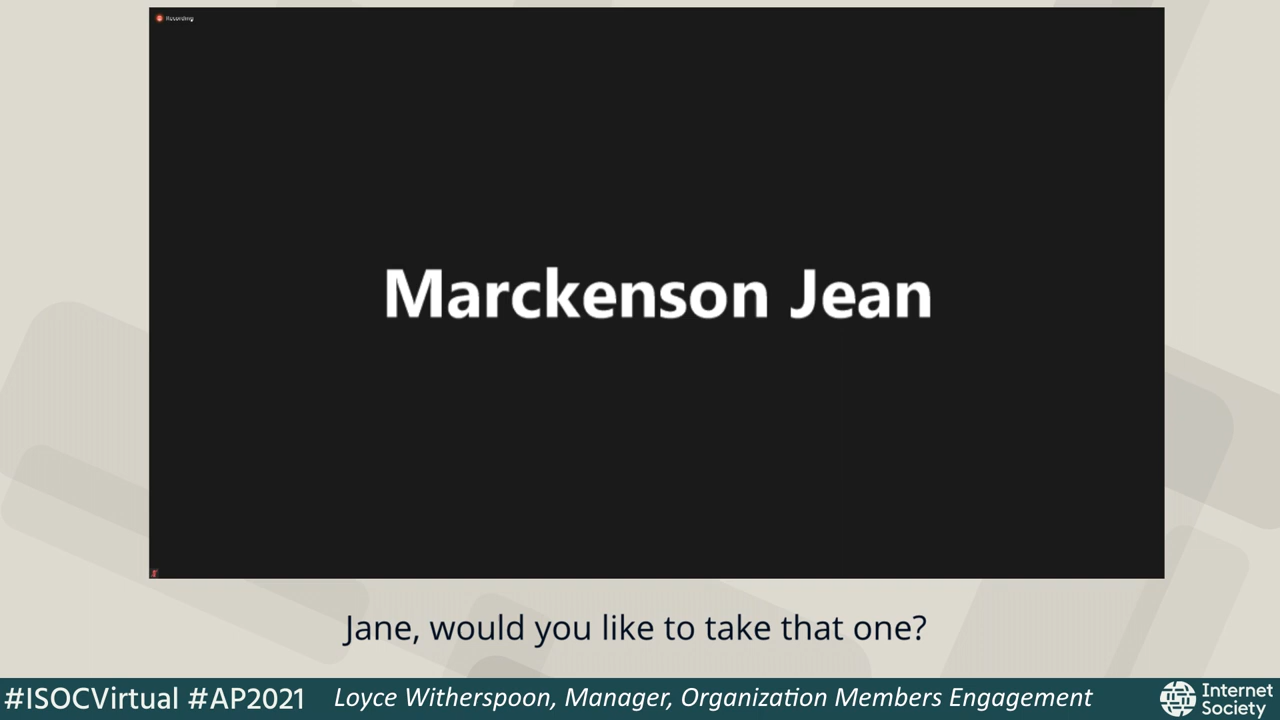 Recording
Marckenson Jean
Jane, would you like to take that one?
#ISOCVirtual #AP2021 Loyce Witherspoon, Manager, Organization Members Engagement
Internet
Society